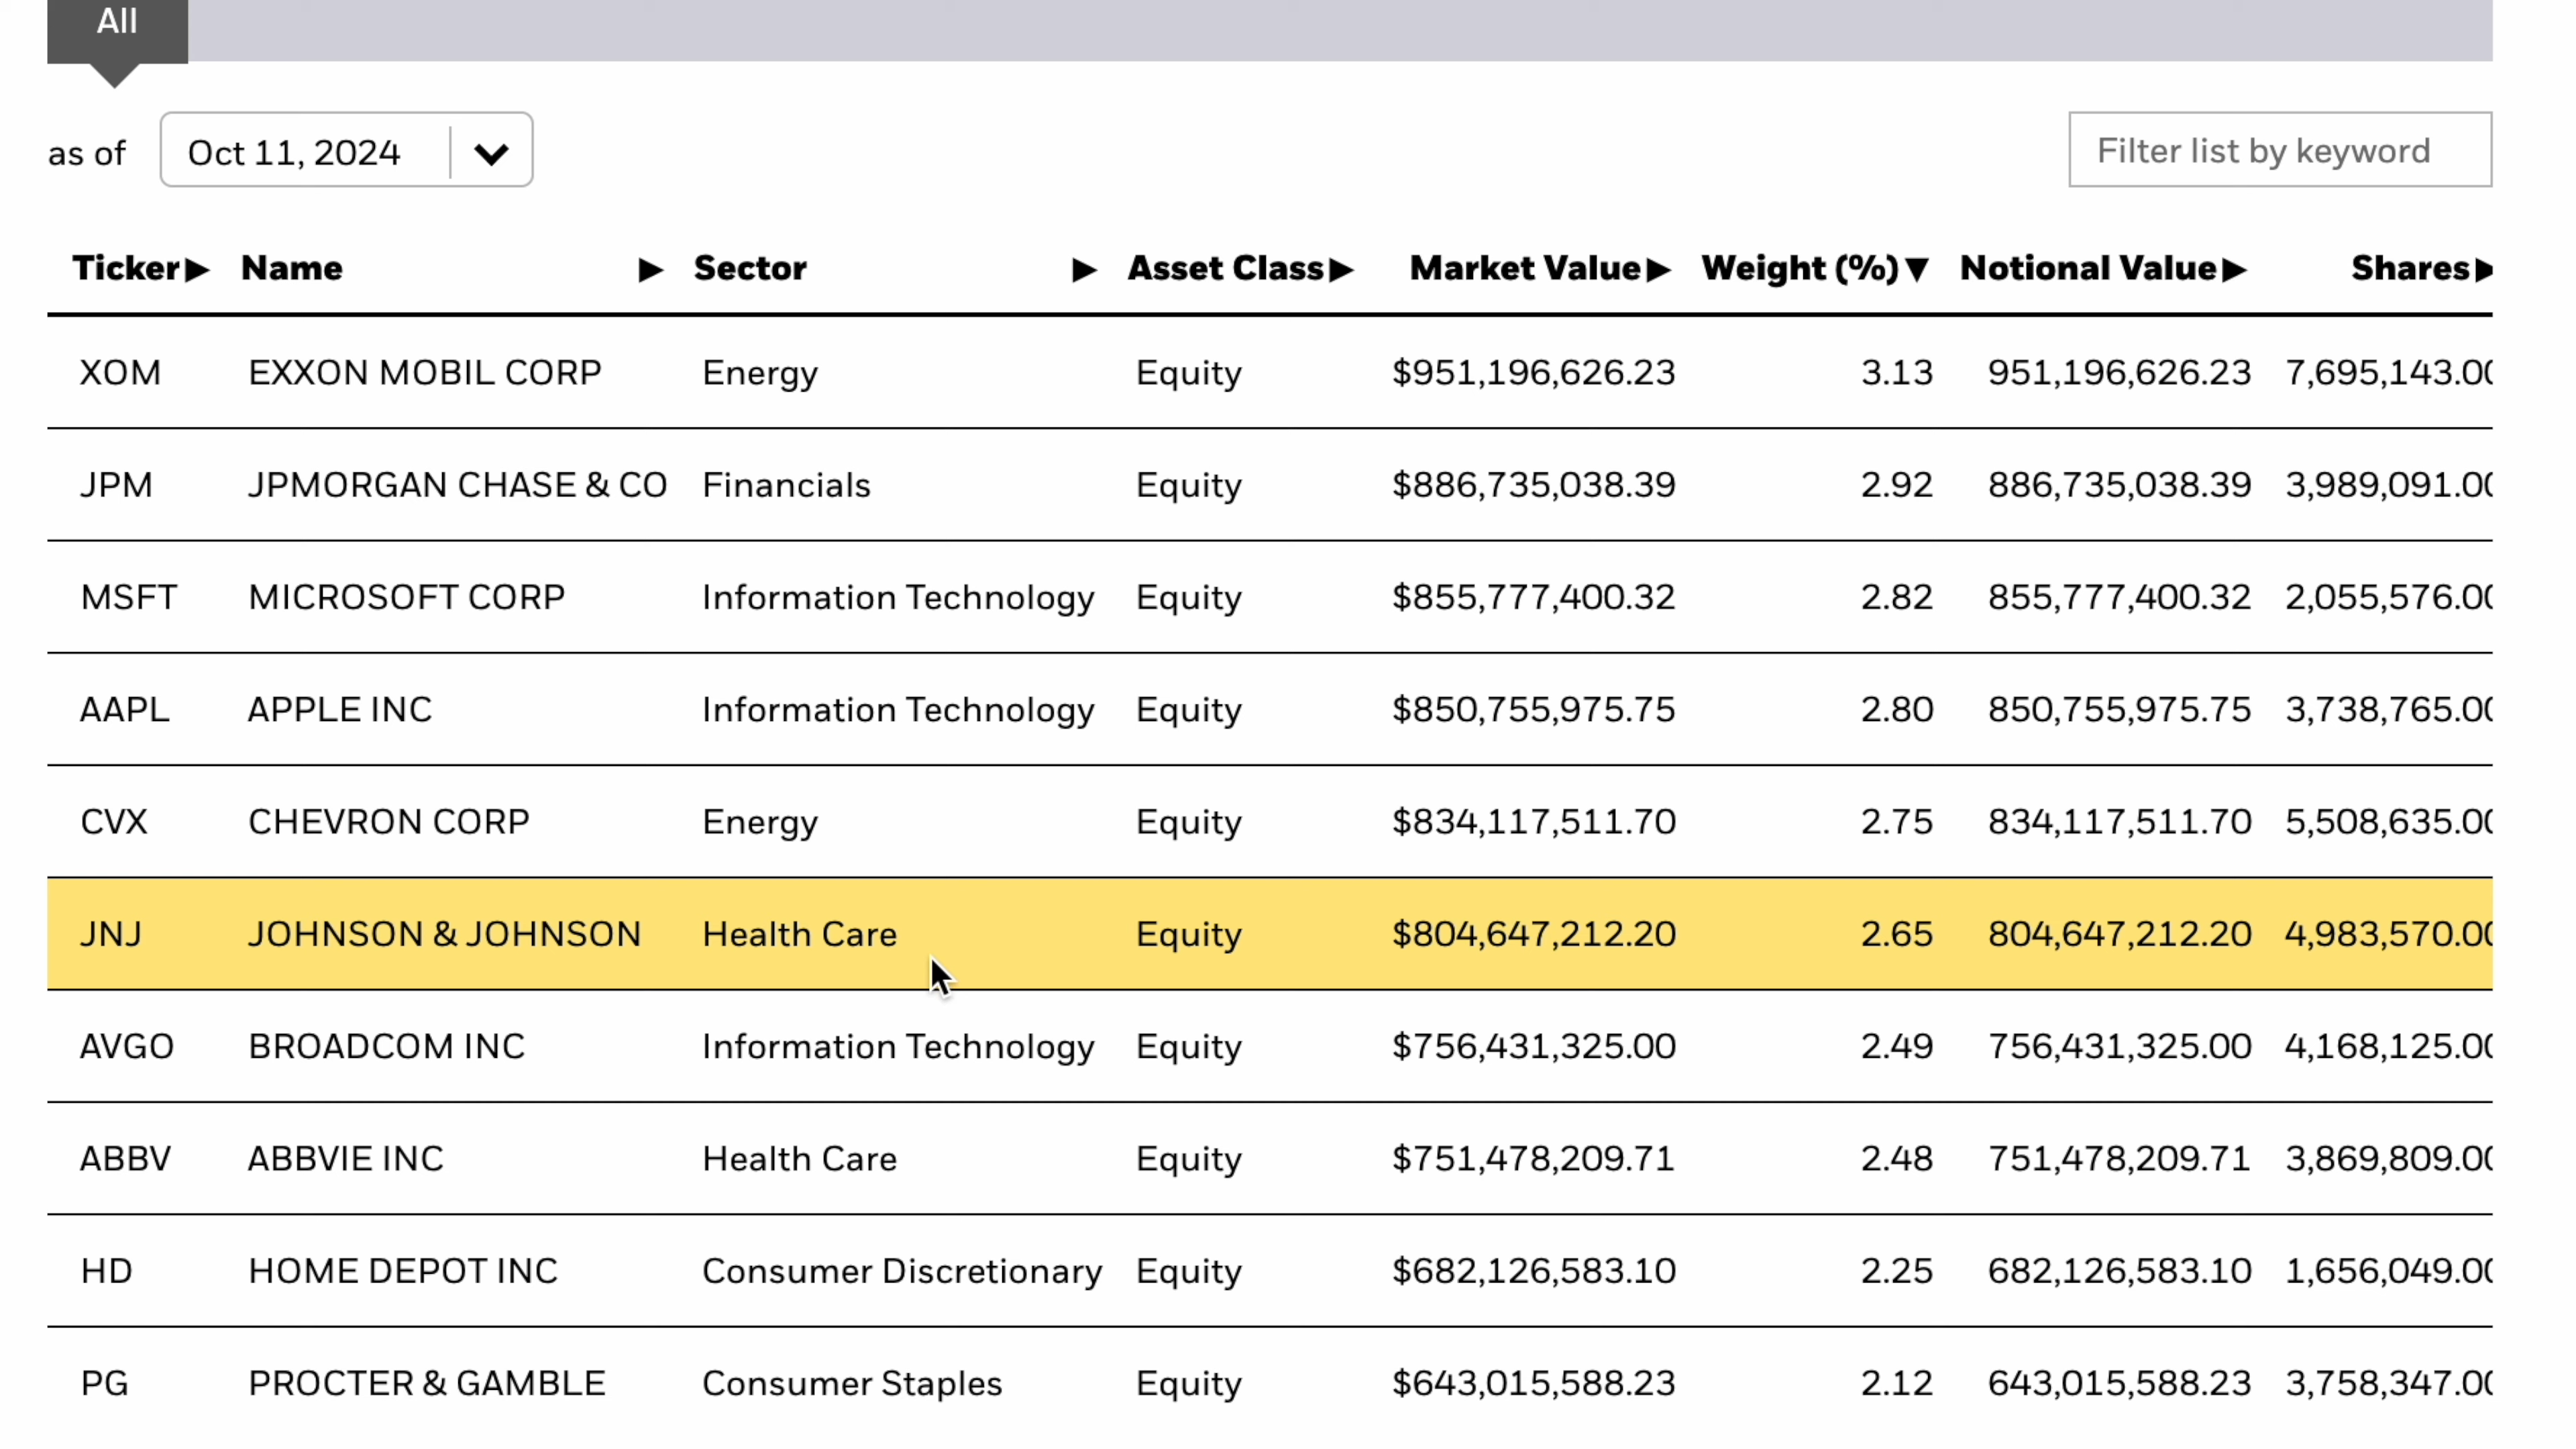 All
as of Oct 11, 2024 Filter list by keyword
Ticker▶ Name ▶ Sector ▶ Asset Class▶ Market Value▶ Weight (%)▼ Notional Value▶ Shares▶
XOM EXXON MOBIL CORP Energy Equity $951,196,626.23 3.13 951,196,626.23 7,695,143.00
JPM JPMORGAN CHASE & CO Financials Equity $886,735,038.39 2.92 886,735,038.39 3,989,091.00
MSFT MICROSOFT CORP Information Technology Equity $855,777,400.32 2.82 855,777,400.32 2,055,576.00
AAPL APPLE INC Information Technology Equity $850,755,975.75 2.80 850,755,975.75 3,738,765.00
CVX CHEVRON CORP Energy Equity $834,117,511.70 2.75 834,117,511.70 5,508,635.00
JNJ JOHNSON & JOHNSON Health Care Equity $804,647,212.20 2.65 804,647,212.20 4,983,570.00
AVGO BROADCOM INC Information Technology Equity $756,431,325.00 2.49 756,431,325.00 4,168,125.00
ABBV ABBVIE INC Health Care Equity $751,478,209.71 2.48 751,478,209.71 3,869,809.00
HD HOME DEPOT INC Consumer Discretionary Equity $682,126,583.10 2.25 682,126,583.10 1,656,049.00
PG PROCTER & GAMBLE Consumer Staples Equity $643,015,588.23 2.12 643,015,588.23 3,758,347.00